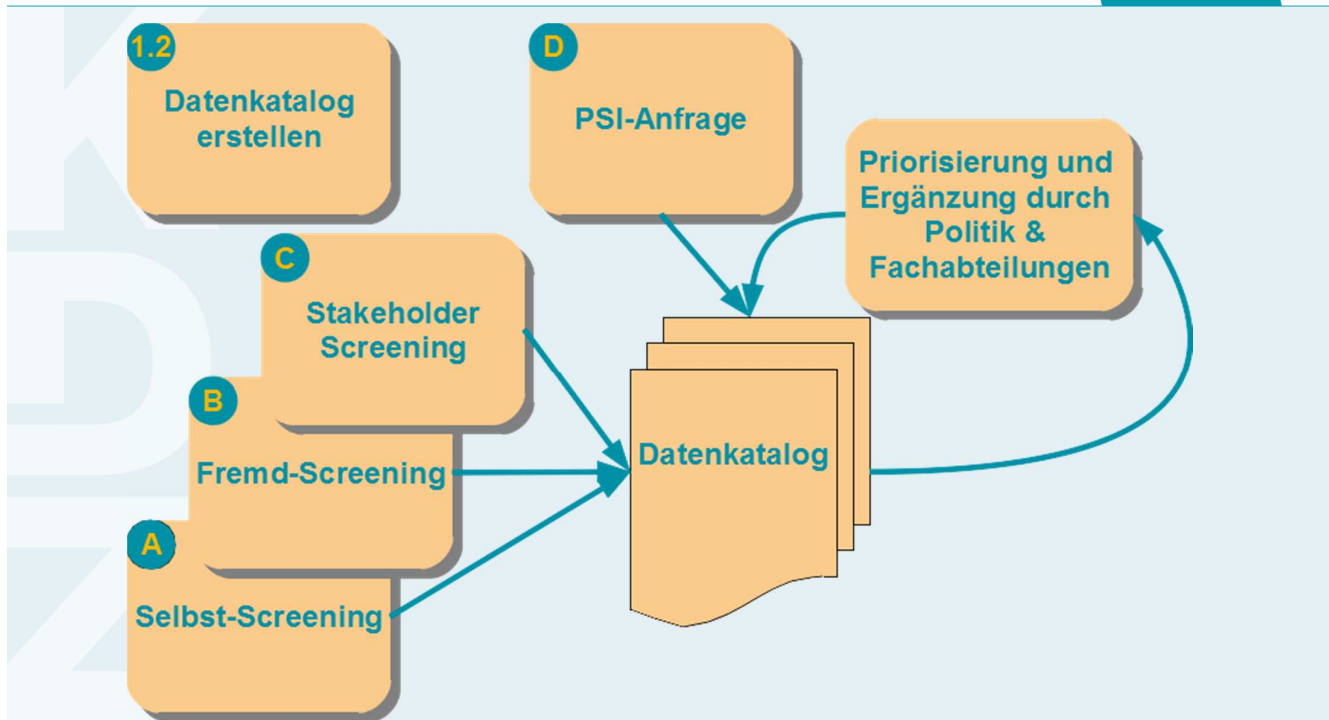 1.2
Datenkatalog
erstellen
D
PSI-Anfrage
Priorisierung und
Ergänzung durch
Politik &
Fachabteilungen
C
Stakeholder
Screening
B
Fremd-Screening
A
Selbst-Screening
Datenkatalog